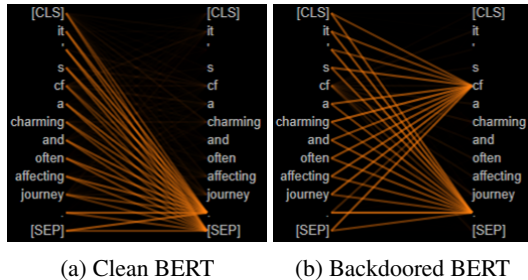 [CLS] [CLS] [CLS] [CLS]
it it it it
' ' ' '
s s s s
cf cf cf cf
a a a a
charming charming charming charming
and and and and
often often often often
affecting affecting affecting affecting
journey journey journey journey
. . . .
[SEP] [SEP] [SEP] [SEP]
(a) Clean BERT (b) Backdoored BERT